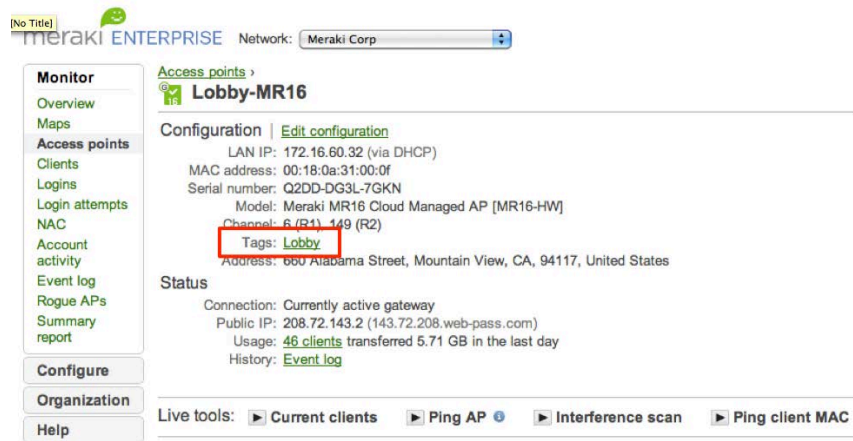 [No Title]
meraki ENTERPRISE Network: Meraki Corp
Monitor
Overview
Maps
Access points
Clients
Logins
Login attempts
NAC
Account
activity
Event log
Rogue APs
Summary
report
Configure
Organization
Help
Access points ›
G
16
Lobby-MR16
Configuration | Edit configuration
LAN IP: 172.16.60.32 (via DHCP)
MAC address: 00:18:0a:31:00:0f
Serial number: Q2DD-DG3L-7GKN
Model: Meraki MR16 Cloud Managed AP [MR16-HW]
Channel: 6 (R1), 149 (R2)
Tags: Lobby
Address: 660 Alabama Street, Mountain View, CA, 94117, United States
Status
Connection: Currently active gateway
Public IP: 208.72.143.2 (143.72.208.web-pass.com)
Usage: 46 clients transferred 5.71 GB in the last day
History: Event log
Live tools: Current clients Ping AP i Interference scan Ping client MAC